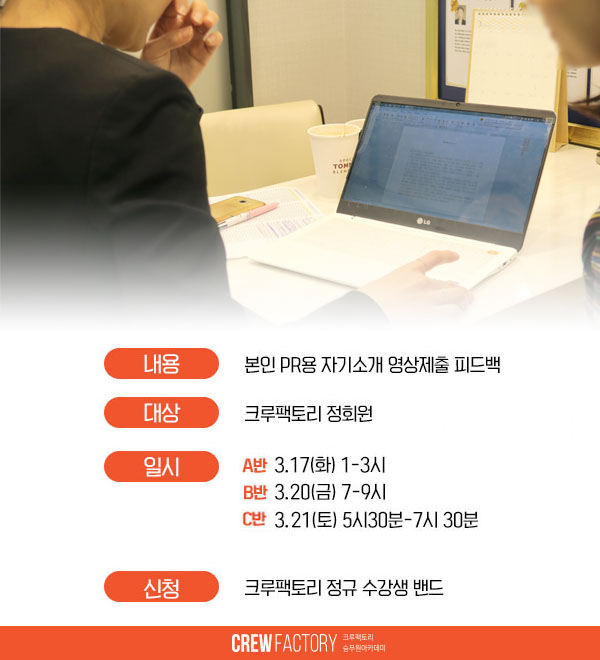 LG
내용
본인 PR용 자기소개 영상제출 피드백
대상
크루팩토리 정회원
일시
A반 3.17(화) 1-3시
B반 3.20(금) 7-9시
C반 3.21(토) 5시30분-7시 30분
신청
크루팩토리 정규 수강생 밴드
CREWFACTORY 크루팩토리
승무원아카데미